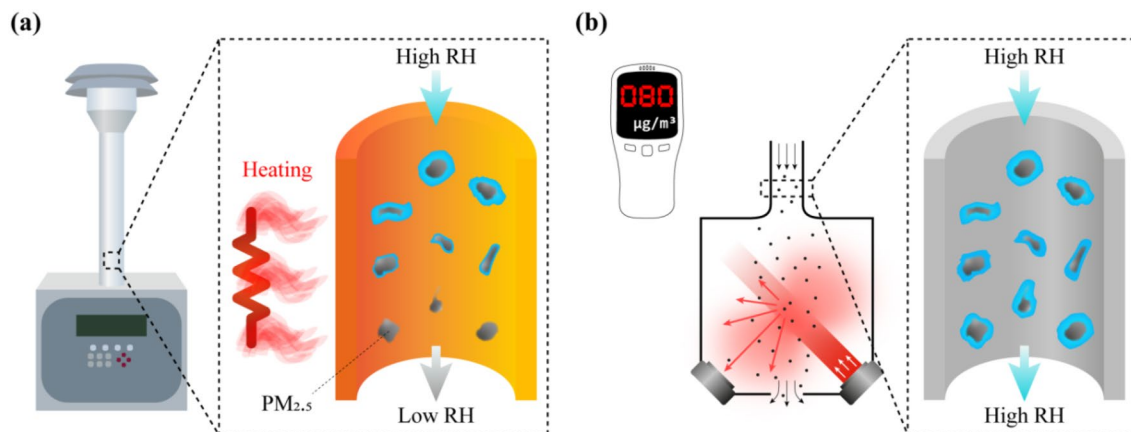 (a)
High RH
Heating
PM2.5
Low RH
(b)
080
µg/m³
High RH
High RH